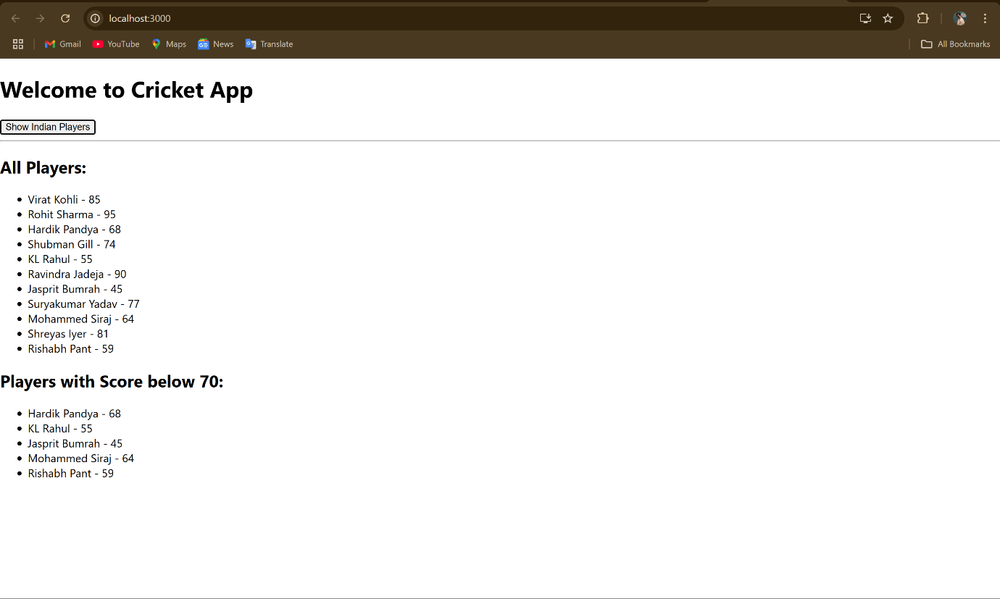 localhost:3000
Gmail YouTube Maps News Translate All Bookmarks
Welcome to Cricket App
Show Indian Players
All Players:
Virat Kohli - 85
Rohit Sharma - 95
Hardik Pandya - 68
Shubman Gill - 74
KL Rahul - 55
Ravindra Jadeja - 90
Jasprit Bumrah - 45
Suryakumar Yadav - 77
Mohammed Siraj - 64
Shreyas Iyer - 81
Rishabh Pant - 59
Players with Score below 70:
Hardik Pandya - 68
KL Rahul - 55
Jasprit Bumrah - 45
Mohammed Siraj - 64
Rishabh Pant - 59